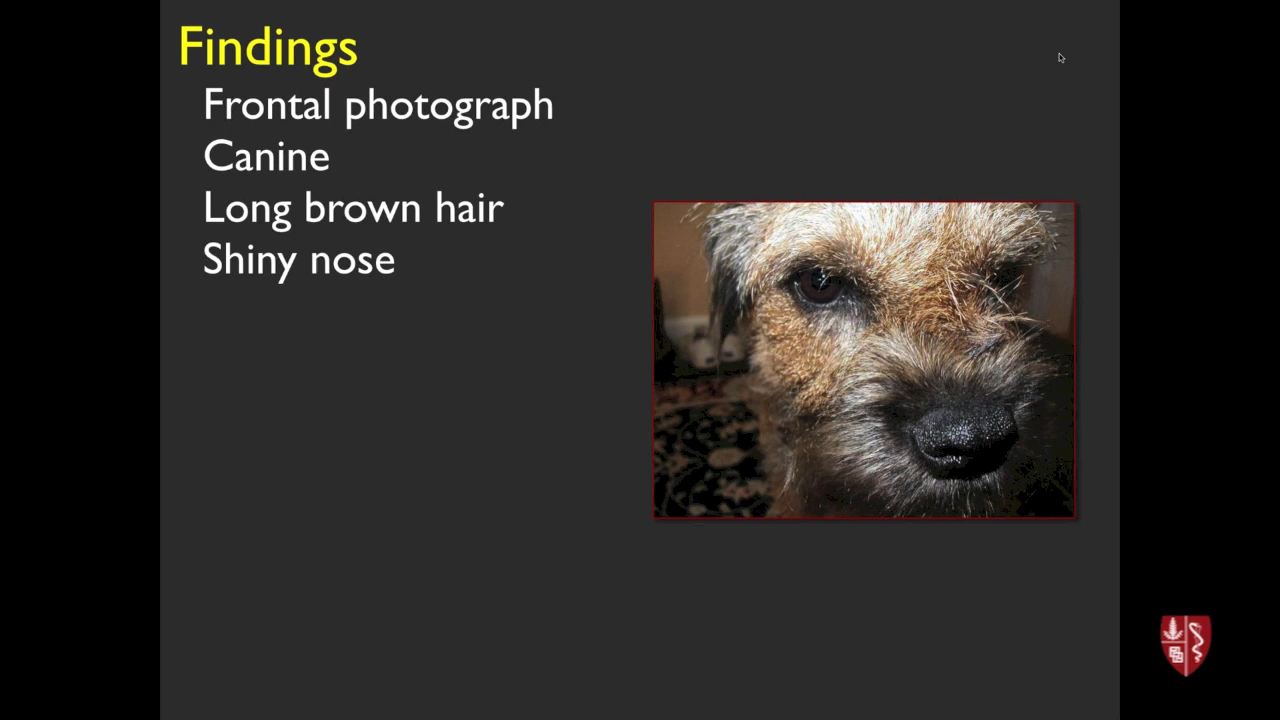 Findings
Frontal photograph
Canine
Long brown hair
Shiny nose